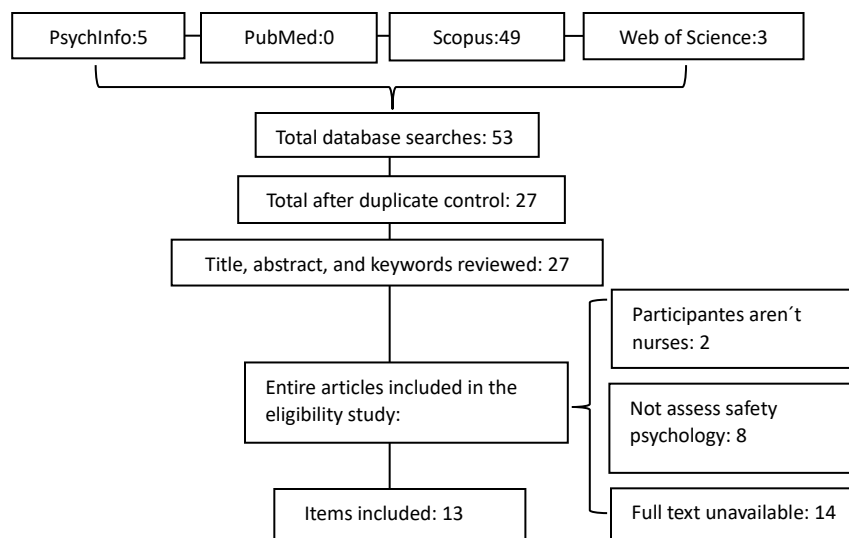 PsychInfo:5
PubMed:0
Scopus:49
Web of Science:3
Total database searches: 53
Total after duplicate control: 27
Title, abstract, and keywords reviewed: 27
Participantes aren´t
nurses: 2
Entire articles included in the
eligibility study:
Not assess safety
psychology: 8
Items included: 13
Full text unavailable: 14